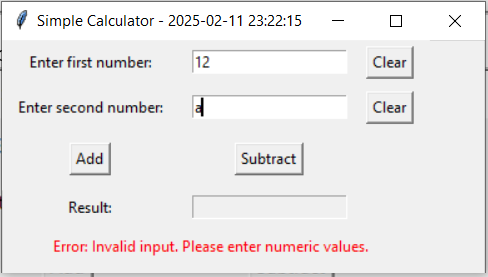 Simple Calculator - 2025-02-11 23:22:15
Enter first number: 12 Clear
Enter second number: a Clear
Add Subtract
Result:
Error: Invalid input. Please enter numeric values.